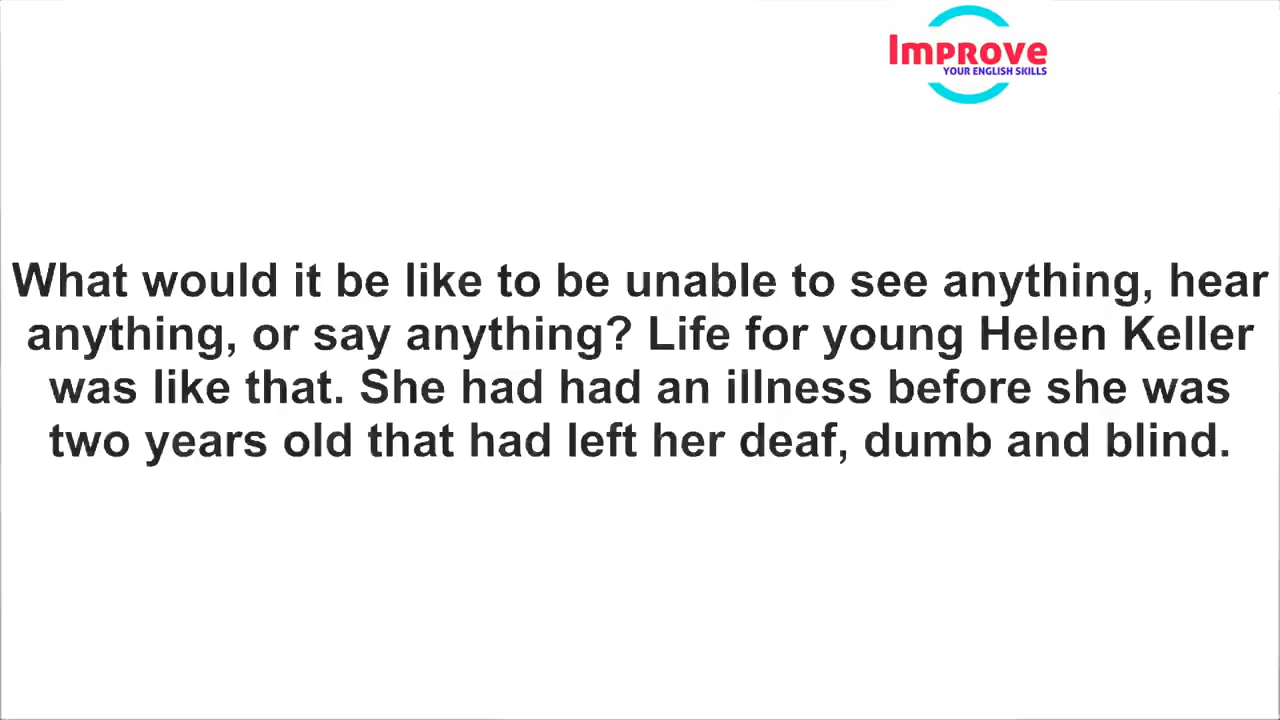 Improve
YOUR ENGLISH SKILLS
What would it be like to be unable to see anything, hear
anything, or say anything? Life for young Helen Keller
was like that. She had had an illness before she was
two years old that had left her deaf, dumb and blind.